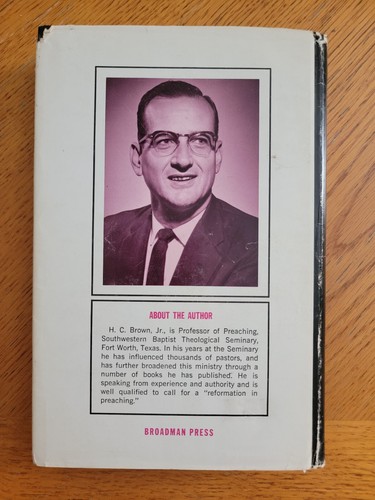 ABOUT THE AUTHOR
H. C. Brown, Jr., is Professor of Preaching,
Southwestern Baptist Theological Seminary,
Fort Worth, Texas. In his years at the Seminary
he has influenced thousands of pastors, and
has further broadened this ministry through a
number of books he has published. He is
speaking from experience and authority and is
well qualified to call for a "reformation in
preaching."
BROADMAN PRESS